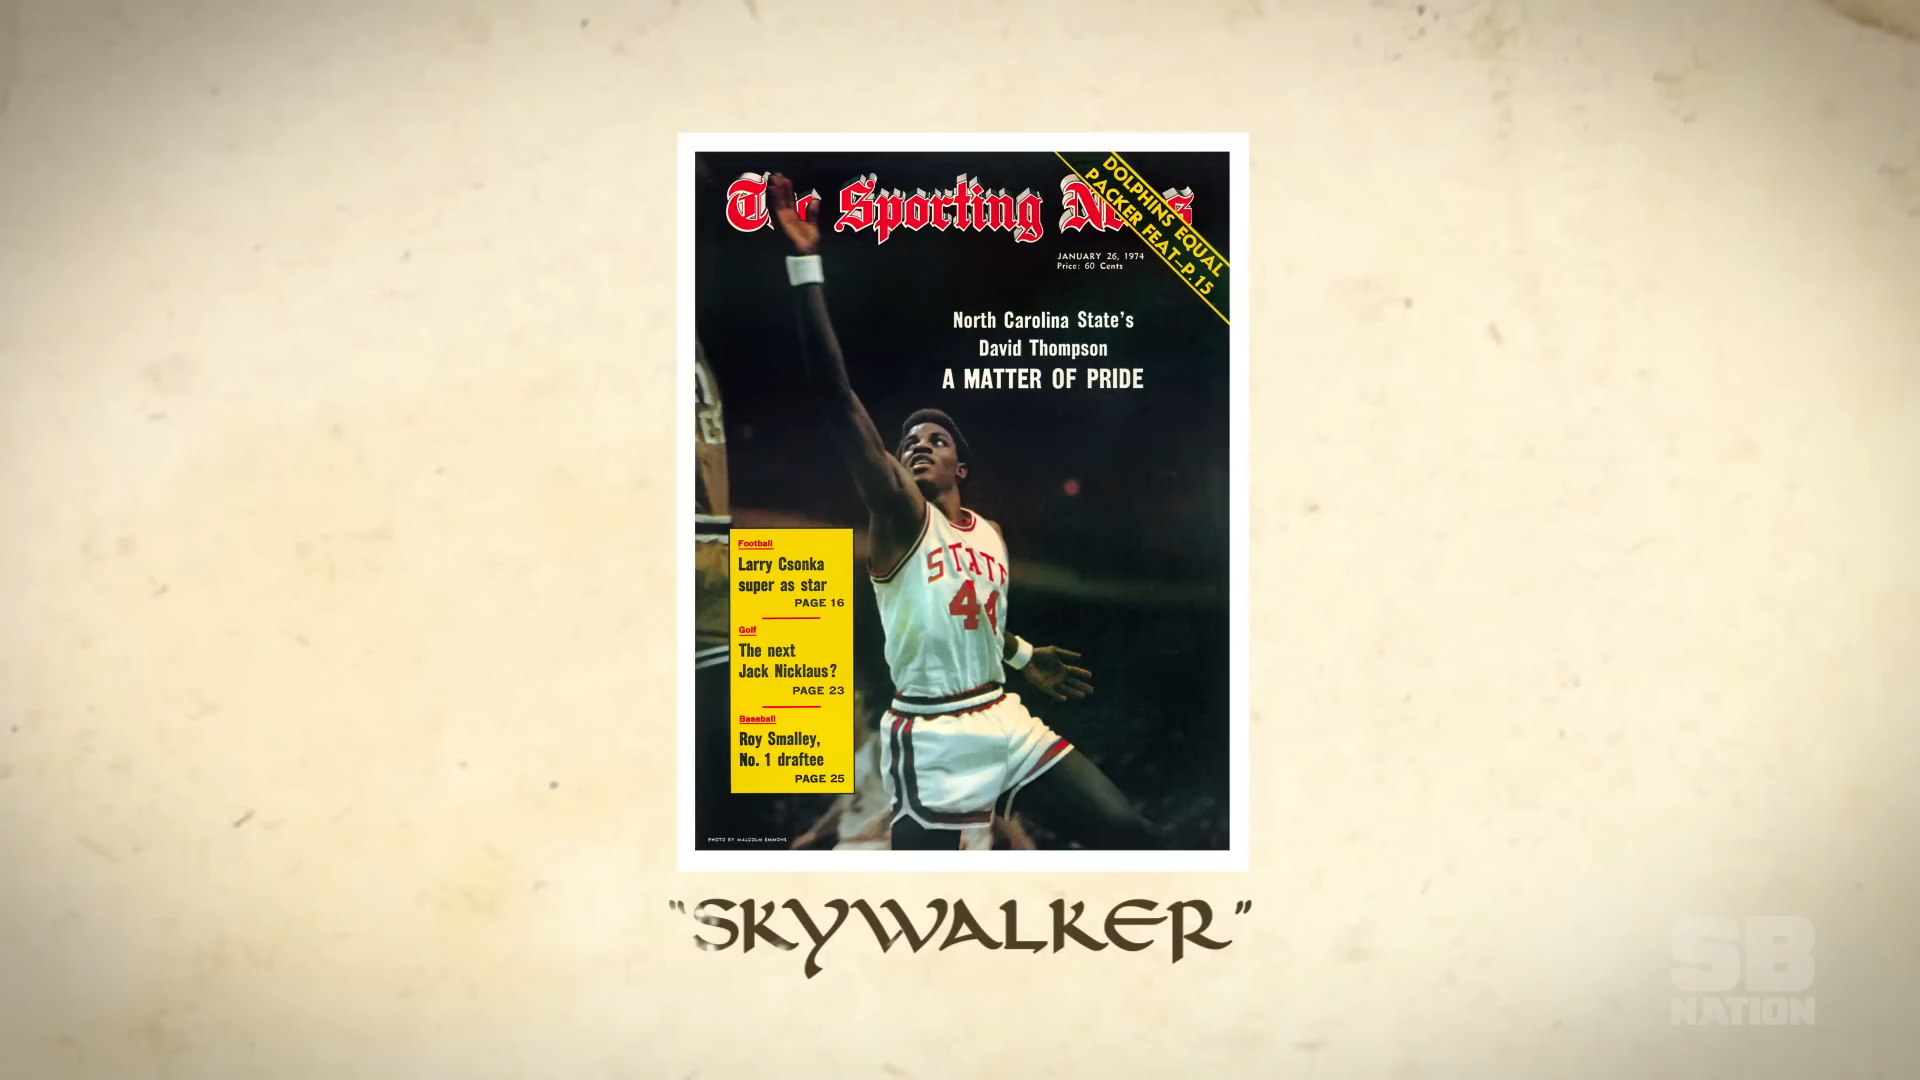 The Sporting News
DOLPHINS EQUAL
PACKER FEAT—P. 15
JANUARY 26, 1974
Price: 60 Cents
North Carolina State's
David Thompson
A MATTER OF PRIDE
STATE
44
Football
Larry Csonka
super as star
PAGE 16
Golf
The next
Jack Nicklaus?
PAGE 23
Baseball
Roy Smalley,
No. 1 draftee
PAGE 25
PHOTO BY MALCOLM EMMONS
"SKYWALKER"
SB
NATION